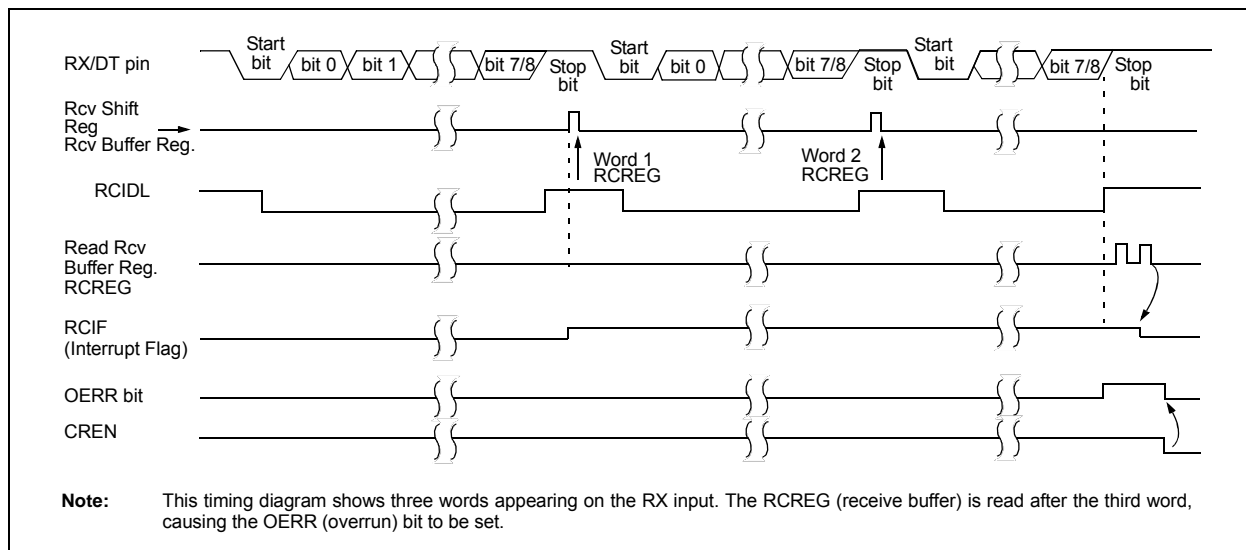 Start bit
bit 0
bit 1
bit 7/8
Stop bit
Start bit
bit 0
bit 7/8
Stop bit
Start bit
bit 7/8
Stop bit
RX/DT pin
Rcv Shift
Reg
Rcv Buffer Reg.
Word 1
RCREG
Word 2
RCREG
RCIDL
Read Rcv
Buffer Reg.
RCREG
RCIF
(Interrupt Flag)
OERR bit
CREN
Note: This timing diagram shows three words appearing on the RX input. The RCREG (receive buffer) is read after the third word,
causing the OERR (overrun) bit to be set.